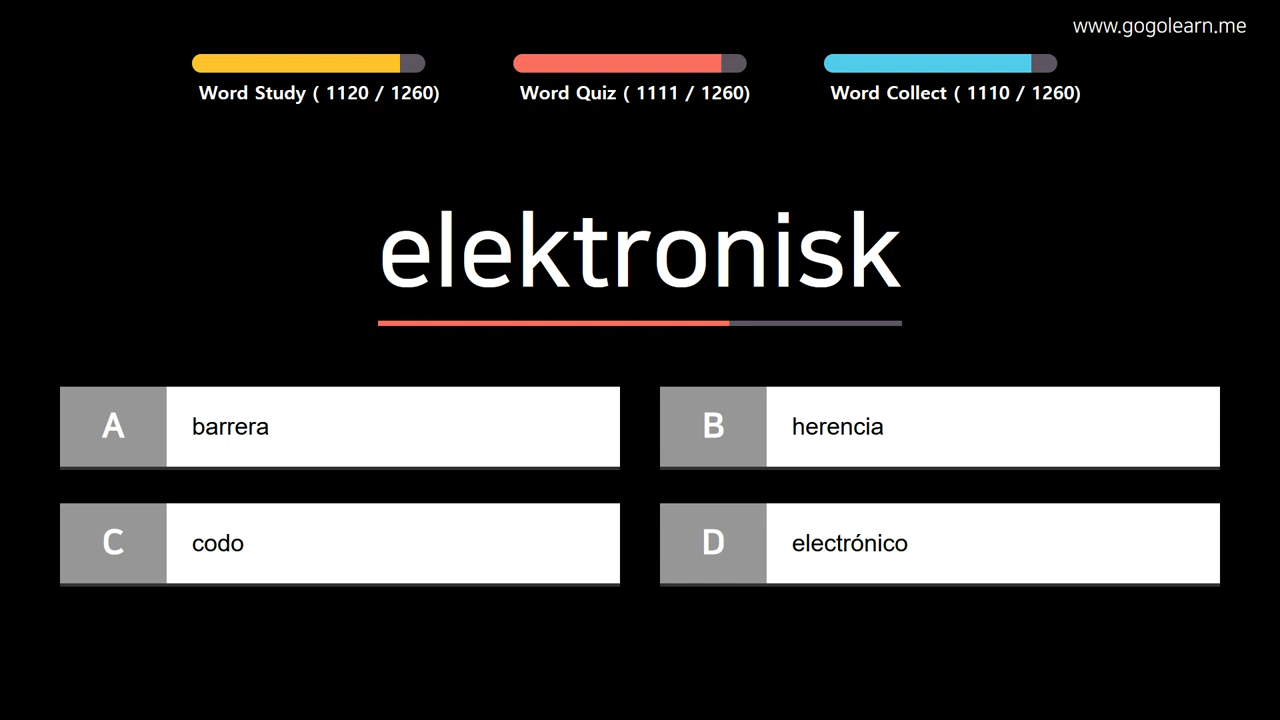 www.gogolearn.me
Word Study ( 1120 / 1260)
Word Quiz ( 1111 / 1260)
Word Collect ( 1110 / 1260)
elektronisk
A barrera
B herencia
C codo
D electrónico